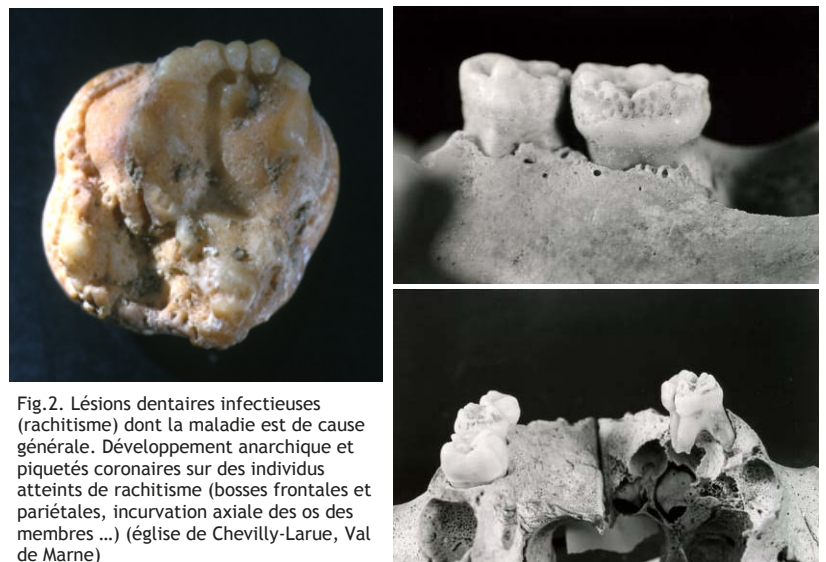 Fig.2. Lésions dentaires infectieuses
(rachitisme) dont la maladie est de cause
générale. Développement anarchique et
piquetés coronaires sur des individus
atteints de rachitisme (bosses frontales et
pariétales, incurvation axiale des os des
membres …) (église de Chevilly-Larue, Val
de Marne)